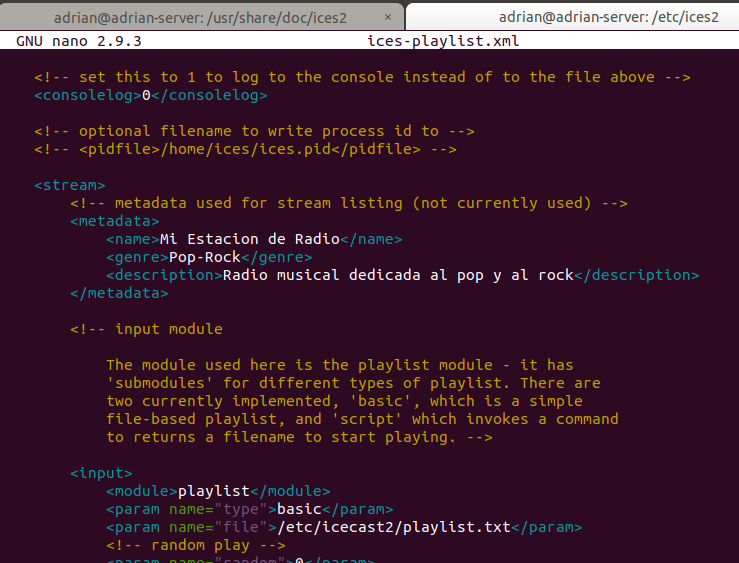 adrian@adrian-server: /usr/share/doc/ices2 × adrian@adrian-server: /etc/ices2
GNU nano 2.9.3 ices-playlist.xml
<!-- set this to 1 to log to the console instead of to the file above -->
<consolelog>0</consolelog>
<!-- optional filename to write process id to -->
<!-- <pidfile>/home/ices/ices.pid</pidfile> -->
<stream>
<!-- metadata used for stream listing (not currently used) -->
<metadata>
<name>Mi Estacion de Radio</name>
<genre>Pop-Rock</genre>
<description>Radio musical dedicada al pop y al rock</description>
</metadata>
<!-- input module
The module used here is the playlist module - it has
'submodules' for different types of playlist. There are
two currently implemented, 'basic', which is a simple
file-based playlist, and 'script' which invokes a command
to returns a filename to start playing. -->
<input>
<module>playlist</module>
<param name="type">basic</param>
<param name="file">/etc/icecast2/playlist.txt</param>
<!-- random play -->
<param name="random">0</param>